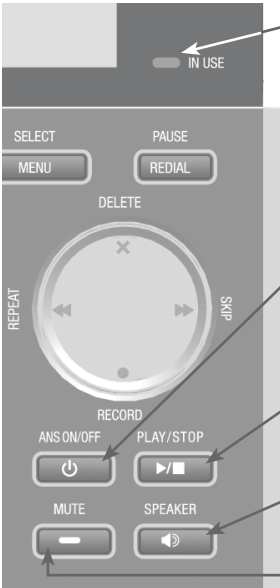 IN USE
SELECT PAUSE
MENU REDIAL
DELETE
REPEAT
SKIP
RECORD
ANS ON/OFF PLAY/STOP
MUTE SPEAKER